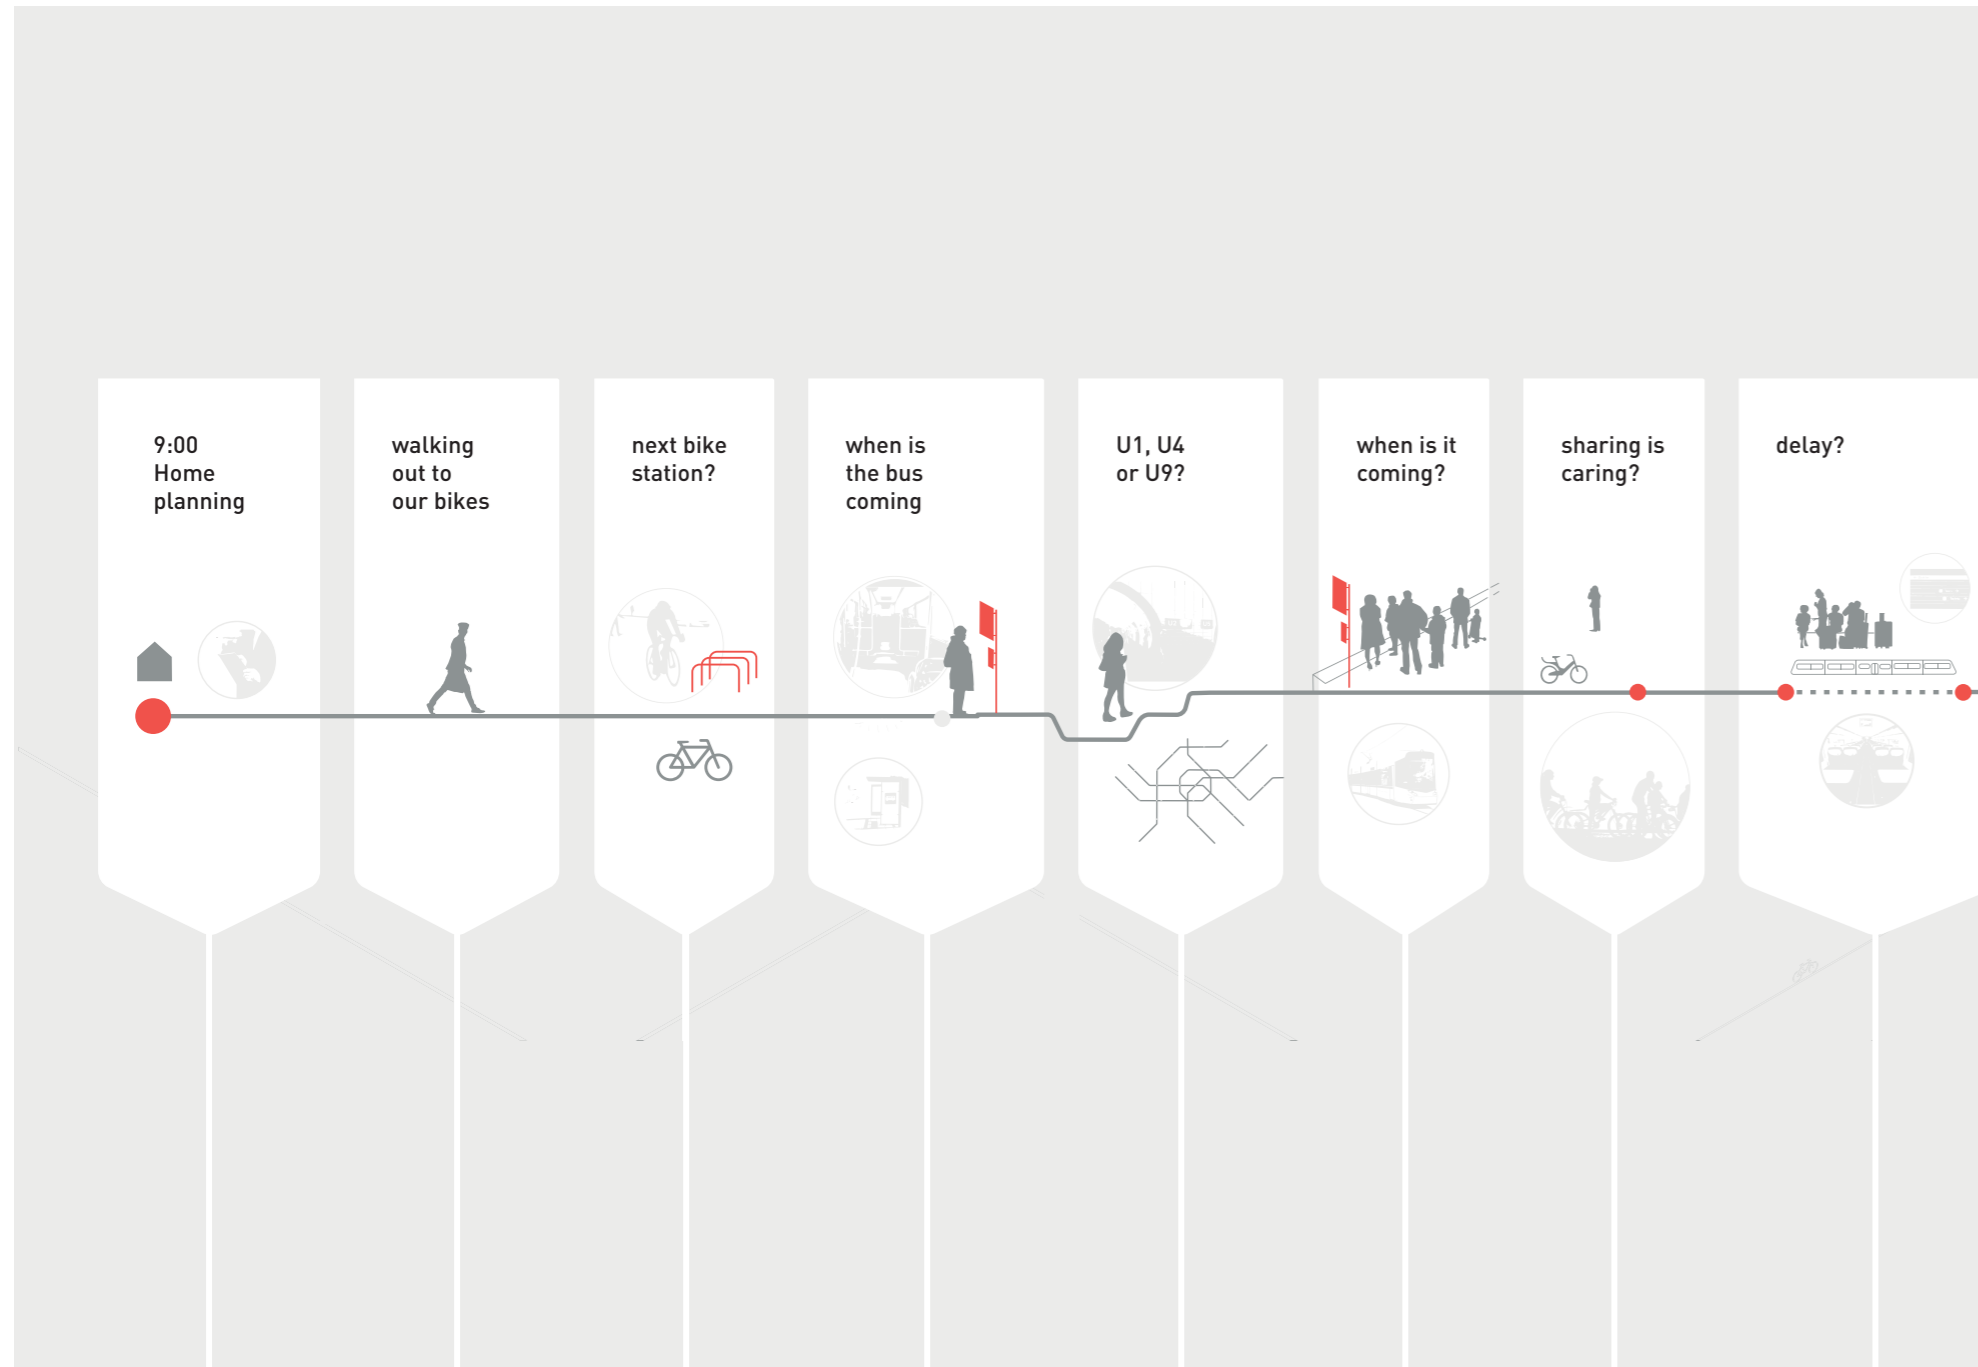 9:00
Home
planning
walking
out to
our bikes
next bike
station?
when is
the bus
coming
U1, U4
or U9?
when is it
coming?
sharing is
caring?
delay?